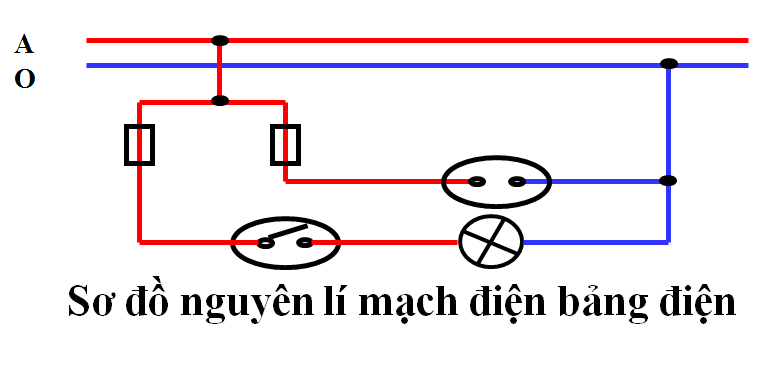 A
O
Sơ đồ nguyên lí mạch điện bảng điện